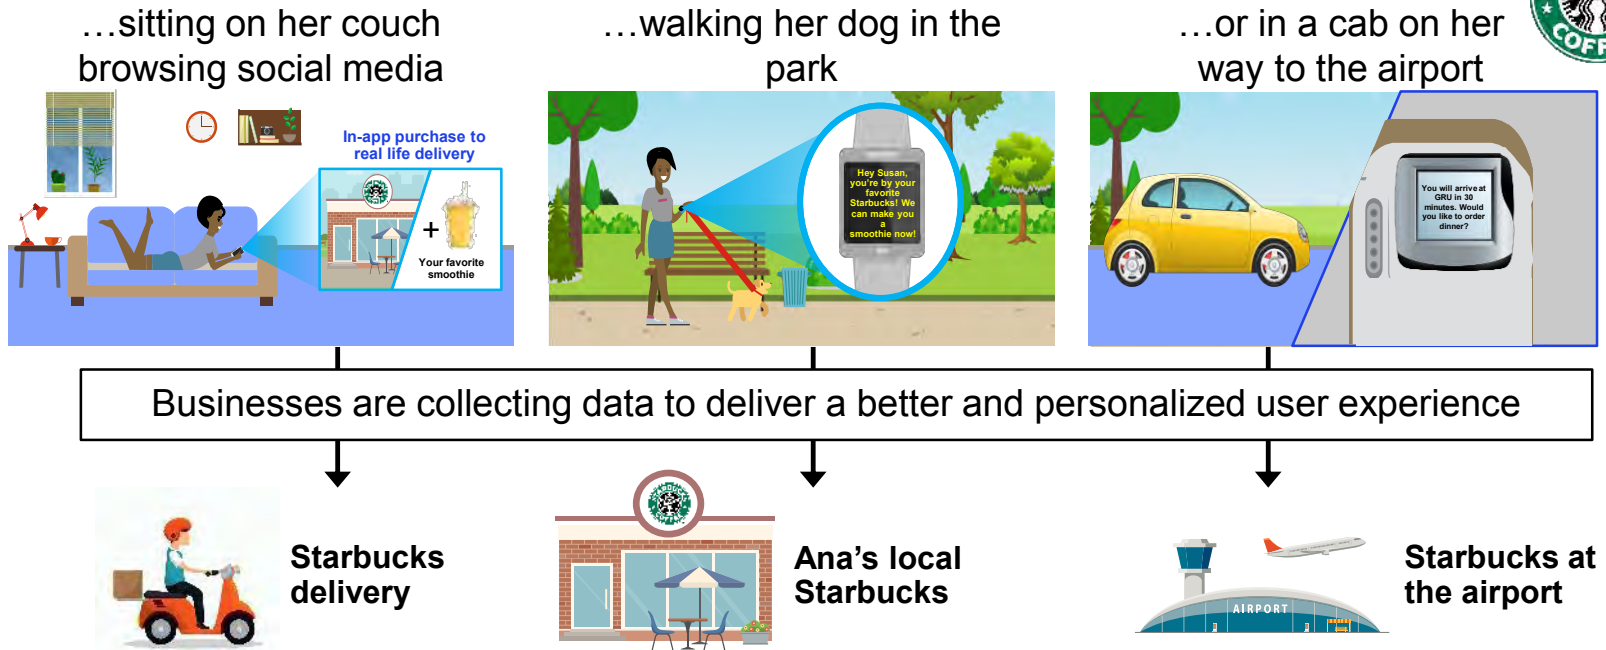 …sitting on her couch
browsing social media
…walking her dog in the
park
…or in a cab on her
way to the airport
COFF
In-app purchase to
real life delivery
+
Your favorite
smoothie
Hey Susan,
you're by your
favorite
Starbucks! We
can make you
a
smoothie now!
You will arrive at
GRU in 30
minutes. Would
you like to order
dinner?
Businesses are collecting data to deliver a better and personalized user experience
Starbucks
delivery
Ana’s local
Starbucks
AIRPORT
Starbucks at
the airport